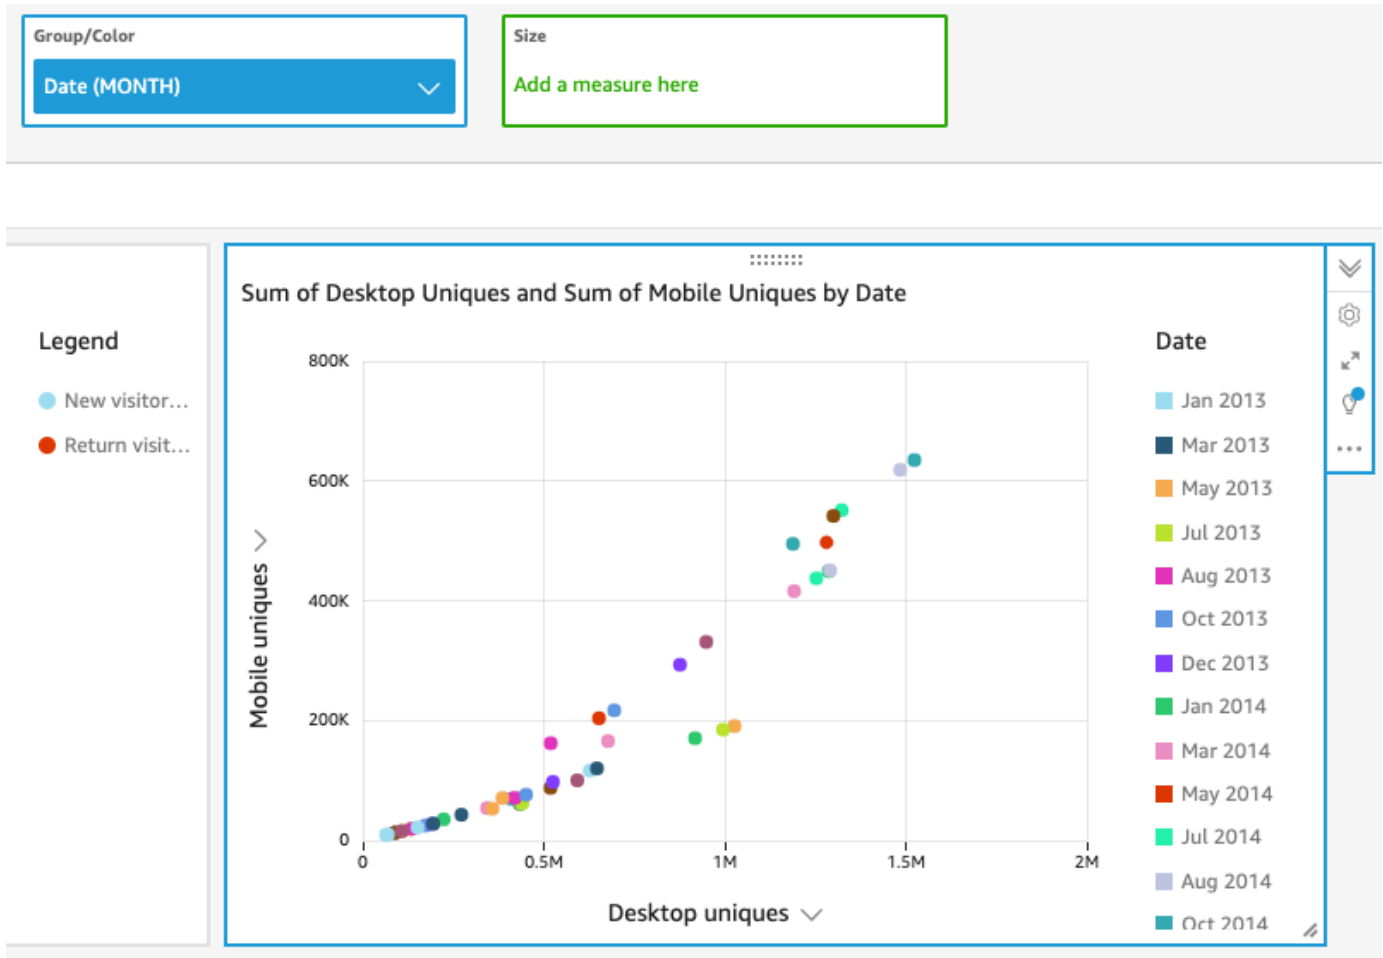 Group/Color
Date (MONTH)
Size
Add a measure here
Legend
New visitor...
Return visit...
Sum of Desktop Uniques and Sum of Mobile Uniques by Date
Mobile uniques
800K
600K
400K
200K
0
0
0.5M
1M
1.5M
2M
Desktop uniques
Date
Jan 2013
Mar 2013
May 2013
Jul 2013
Aug 2013
Oct 2013
Dec 2013
Jan 2014
Mar 2014
May 2014
Jul 2014
Aug 2014
Oct 2014